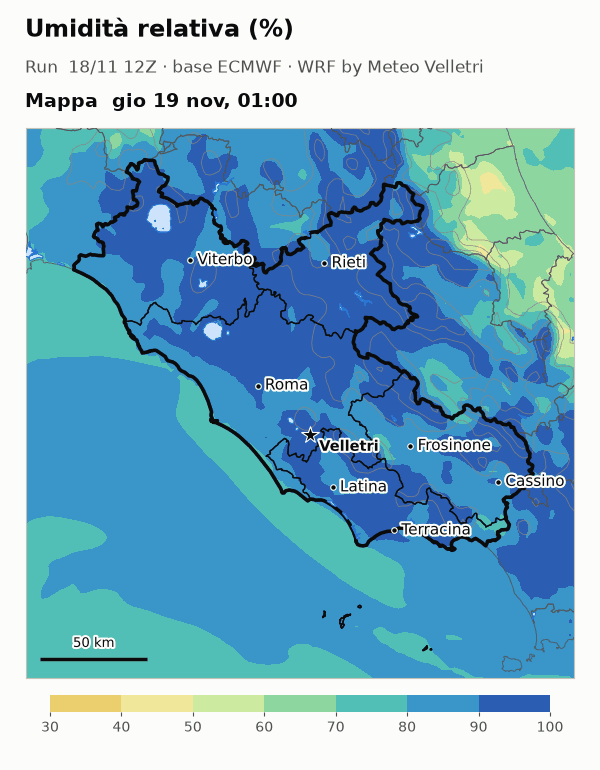 Umidità relativa (%)
Run  18/11 12Z · base ECMWF · WRF by Meteo Velletri
Mappa  gio 19 nov, 01:00
Viterbo
Rieti
Roma
Velletri
Frosinone
Cassino
Latina
Terracina
50 km
30 40 50 60 70 80 90 100